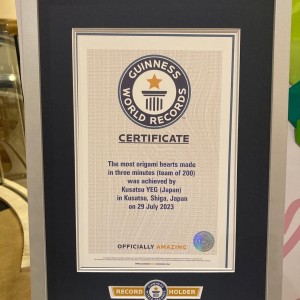 GUINNESS
WORLD RECORDS
CERTIFICATE
The most origami hearts made
in three minutes (team of 200)
was achieved by
Kusatsu YEG (Japan)
in Kusatsu, Shiga, Japan
on 29 July 2023
OFFICIALLY AMAZING
RECORD HOLDER